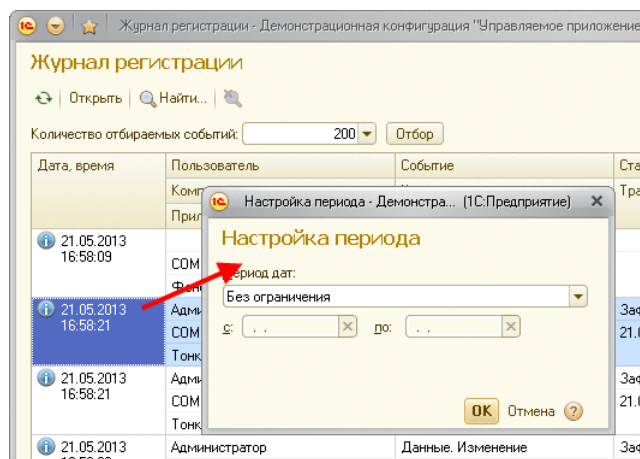 Журнал регистрации - Демонстрационная конфигурация "Управляемое приложение
Журнал регистрации
Открыть Найти...
Количество отбираемых событий: 200 Отбор
Дата, время Пользователь Событие
Настройка периода - Демонстра... (1С:Предприятие)
Настройка периода
Период дат:
Без ограничения
с: . . по: . .
OK Отмена ?
21.05.2013
16:58:09
COM
21.05.2013
16:58:21
COM
Тонк
21.05.2013
16:58:21
COM
Тонк
21.05.2013 Администратор Данные. Изменение